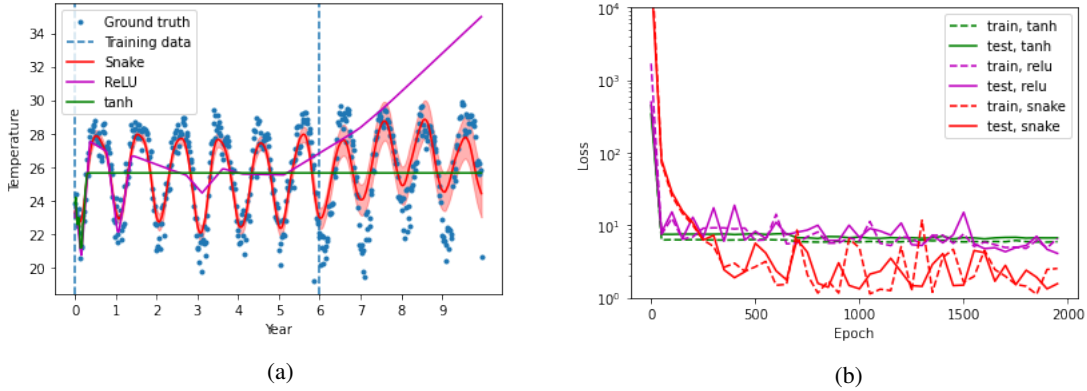 Ground truth
Training data
Snake
ReLU
tanh
34
32
30
28
26
24
22
20
Temperature
0 1 2 3 4 5 6 7 8 9
Year
(a)
train, tanh
test, tanh
train, relu
test, relu
train, snake
test, snake
10^4
10^3
10^2
10^1
10^0
Loss
0 500 1000 1500 2000
Epoch
(b)